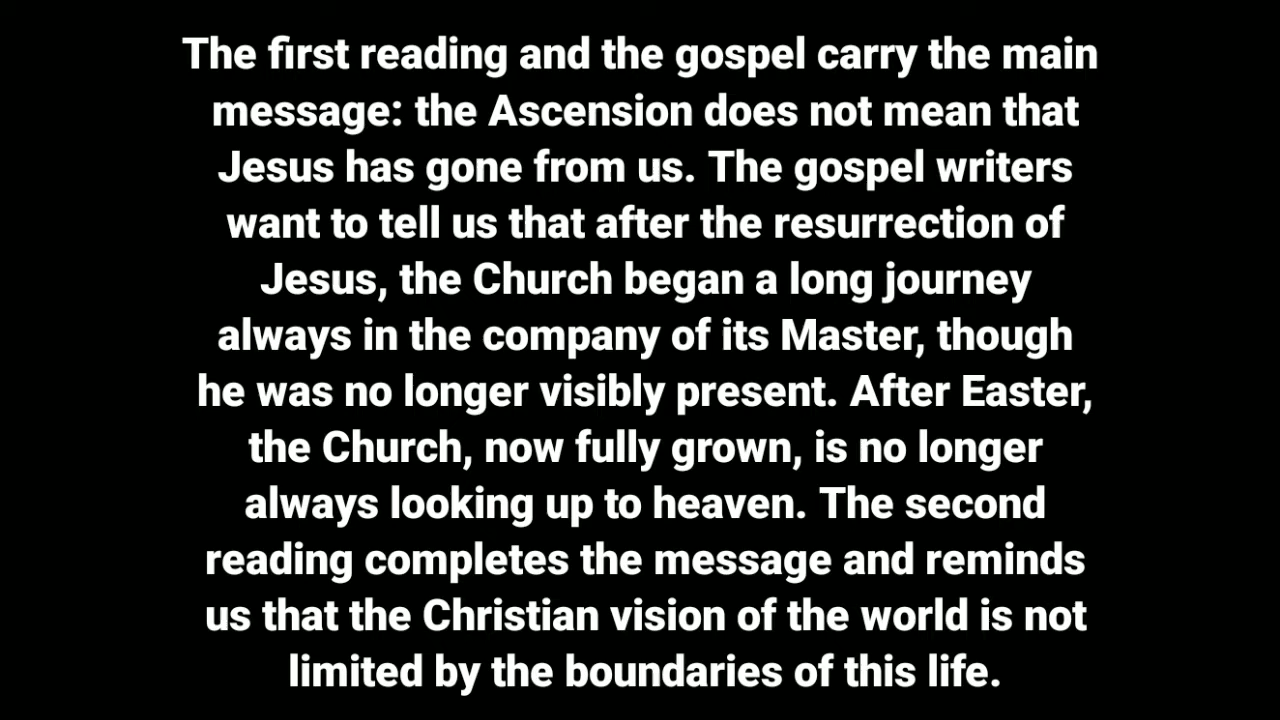 The first reading and the gospel carry the main
message: the Ascension does not mean that
Jesus has gone from us. The gospel writers
want to tell us that after the resurrection of
Jesus, the Church began a long journey
always in the company of its Master, though
he was no longer visibly present. After Easter,
the Church, now fully grown, is no longer
always looking up to heaven. The second
reading completes the message and reminds
us that the Christian vision of the world is not
limited by the boundaries of this life.